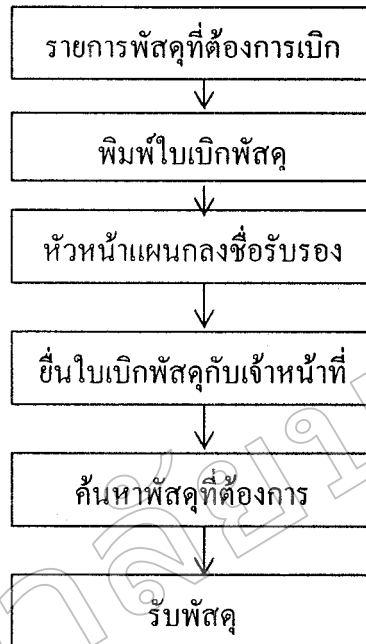 รายการพัสดุที่ต้องการเบิก
พิมพ์ใบเบิกพัสดุ
หัวหน้าแผนกลงชื่อรับรอง
ยื่นใบเบิกพัสดุกับเจ้าหน้าที่
ค้นหาพัสดุที่ต้องการ
รับพัสดุ